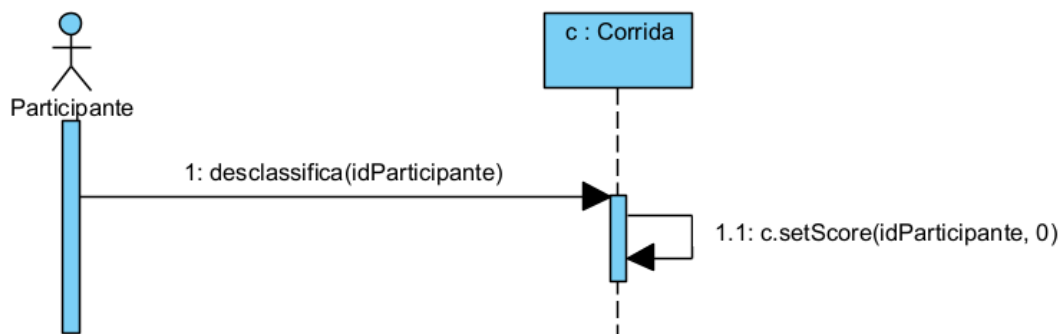 c : Corrida
Participante
1: desclassifica(idParticipante)
1.1: c.setScore(idParticipante, 0)